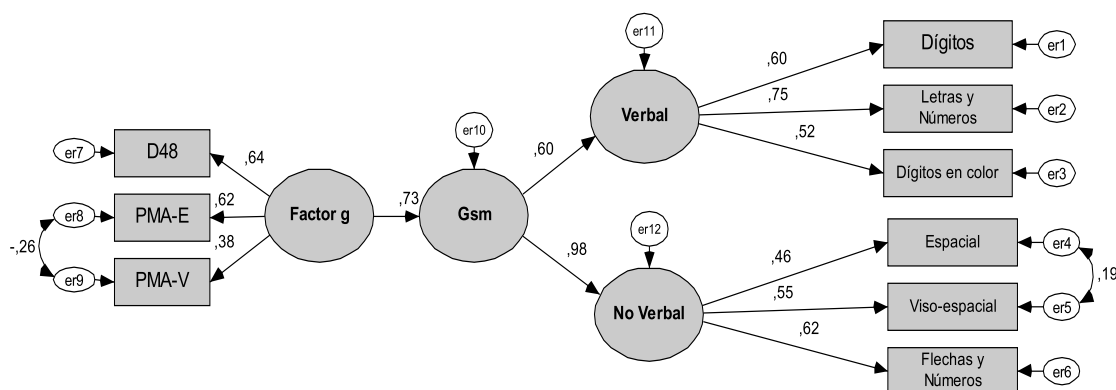 er11
Dígitos
er1
,60
,75
Letras y
Números
er2
Verbal
,52
Dígitos en color
er3
er10
,60
er7
D48
,64
er8
PMA-E
,62
Factor g
,73
Gsm
-,26
,38
er9
PMA-V
er12
,98
Espacial
er4
,46
,19
,55
Viso-espacial
er5
No Verbal
,62
Flechas y
Números
er6